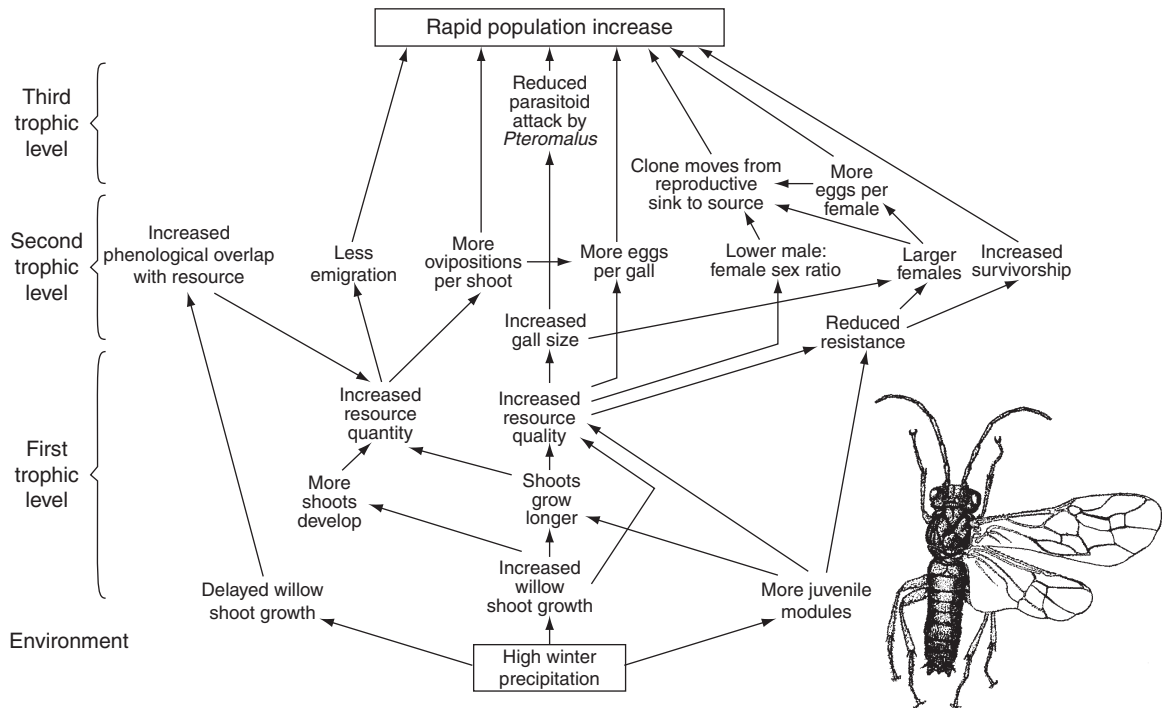 Rapid population increase
Third
trophic
level
Reduced
parasitoid
attack by
Pteromalus
Clone moves from
reproductive
sink to source
More
eggs per
female
Second
trophic
level
Increased
phenological overlap
with resource
Less
emigration
More
ovipositions
per shoot
More eggs
per gall
Lower male:
female sex ratio
Larger
females
Increased
survivorship
Increased
gall size
Reduced
resistance
First
trophic
level
Increased
resource
quantity
Increased
resource
quality
More
shoots
develop
Shoots
grow
longer
Delayed willow
shoot growth
Increased
willow
shoot growth
More juvenile
modules
Environment
High winter
precipitation